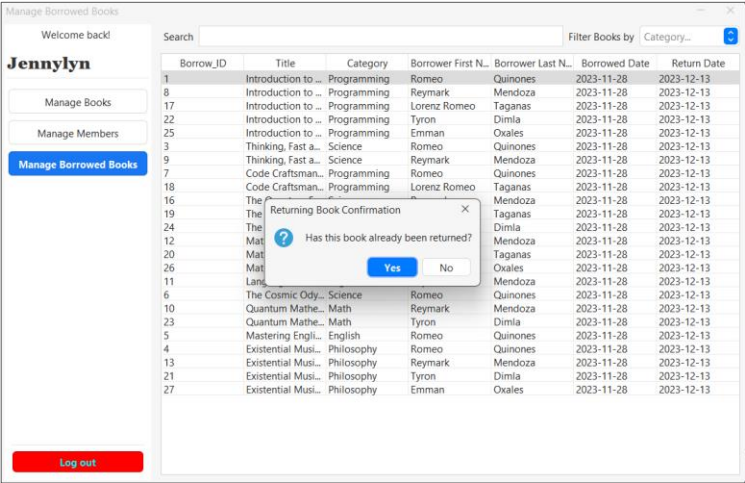 Manage Borrowed Books
Welcome back!
Jennylyn
Manage Books
Manage Members
Manage Borrowed Books
Log out
Search
Filter Books by Category...
Borrow_ID Title Category Borrower First N... Borrower Last N... Borrowed Date Return Date
1 Introduction to ... Programming Romeo Quinones 2023-11-28 2023-12-13
8 Introduction to ... Programming Reymark Mendoza 2023-11-28 2023-12-13
17 Introduction to ... Programming Lorenz Romeo Taganas 2023-11-28 2023-12-13
22 Introduction to ... Programming Tyron Dimla 2023-11-28 2023-12-13
25 Introduction to ... Programming Emman Oxales 2023-11-28 2023-12-13
3 Thinking, Fast a... Science Romeo Quinones 2023-11-28 2023-12-13
9 Thinking, Fast a... Science Reymark Mendoza 2023-11-28 2023-12-13
7 Code Craftsman... Programming Romeo Quinones 2023-11-28 2023-12-13
18 Code Craftsman... Programming Lorenz Romeo Taganas 2023-11-28 2023-12-13
16 The Mendoza 2023-11-28 2023-12-13
19 The Taganas 2023-11-28 2023-12-13
24 The Dimla 2023-11-28 2023-12-13
12 Mat Mendoza 2023-11-28 2023-12-13
20 Mat Taganas 2023-11-28 2023-12-13
26 Mat Oxales 2023-11-28 2023-12-13
11 Lang Mendoza 2023-11-28 2023-12-13
6 The Cosmic Ody... Science Romeo Quinones 2023-11-28 2023-12-13
10 Quantum Mathe... Math Reymark Mendoza 2023-11-28 2023-12-13
23 Quantum Mathe... Math Tyron Dimla 2023-11-28 2023-12-13
5 Mastering Engli... English Romeo Quinones 2023-11-28 2023-12-13
4 Existential Musi... Philosophy Romeo Quinones 2023-11-28 2023-12-13
13 Existential Musi... Philosophy Reymark Mendoza 2023-11-28 2023-12-13
21 Existential Musi... Philosophy Tyron Dimla 2023-11-28 2023-12-13
27 Existential Musi... Philosophy Emman Oxales 2023-11-28 2023-12-13
Returning Book Confirmation
Has this book already been returned?
Yes No